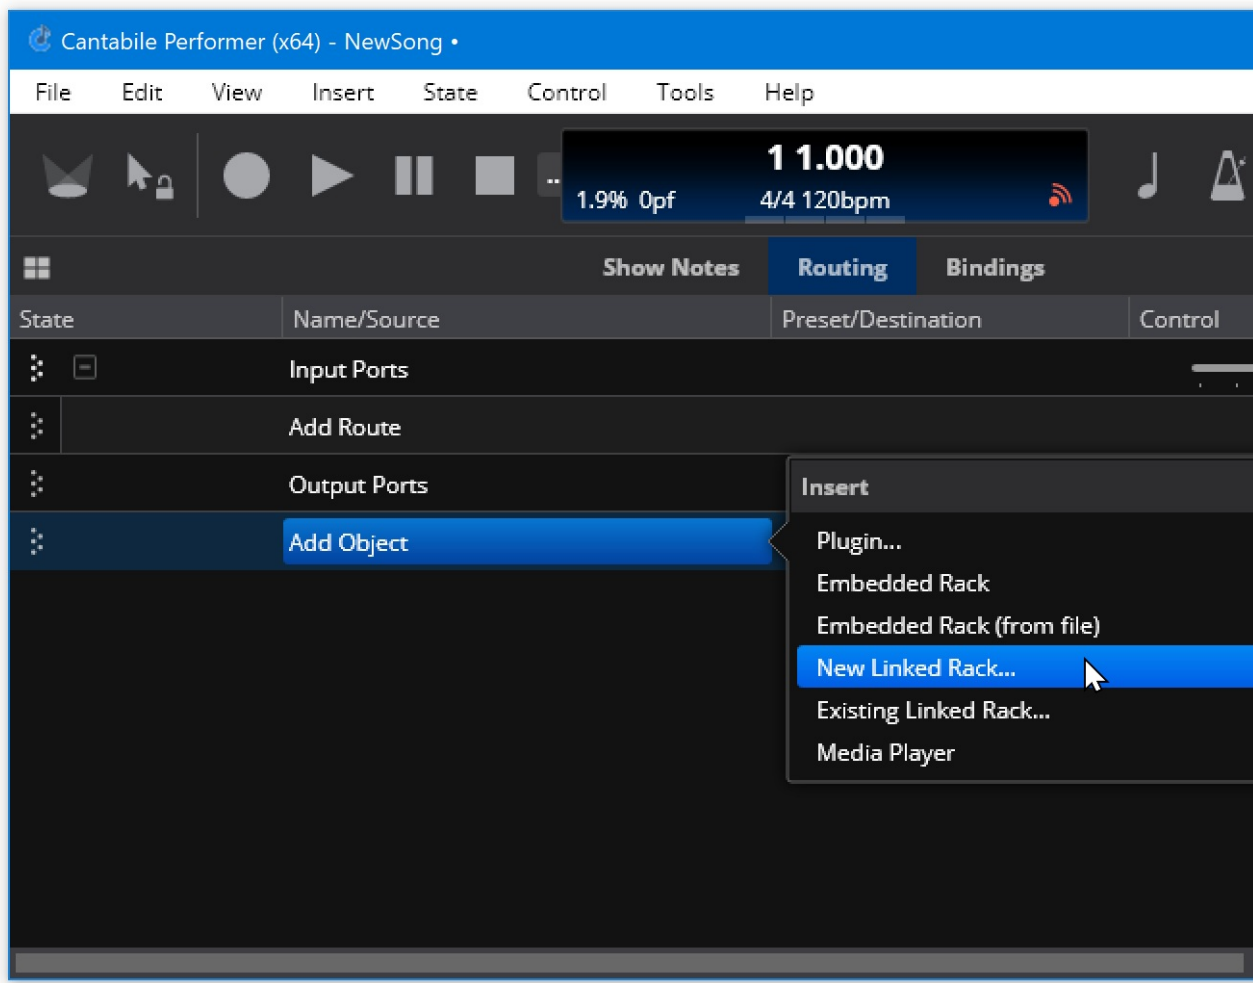 Cantabile Performer (x64) - NewSong •
File Edit View Insert State Control Tools Help
1 1.000
1.9% 0pf 4/4 120bpm
Show Notes Routing Bindings
State Name/Source Preset/Destination Control
Input Ports
Add Route
Output Ports
Insert
Add Object
Plugin...
Embedded Rack
Embedded Rack (from file)
New Linked Rack...
Existing Linked Rack...
Media Player